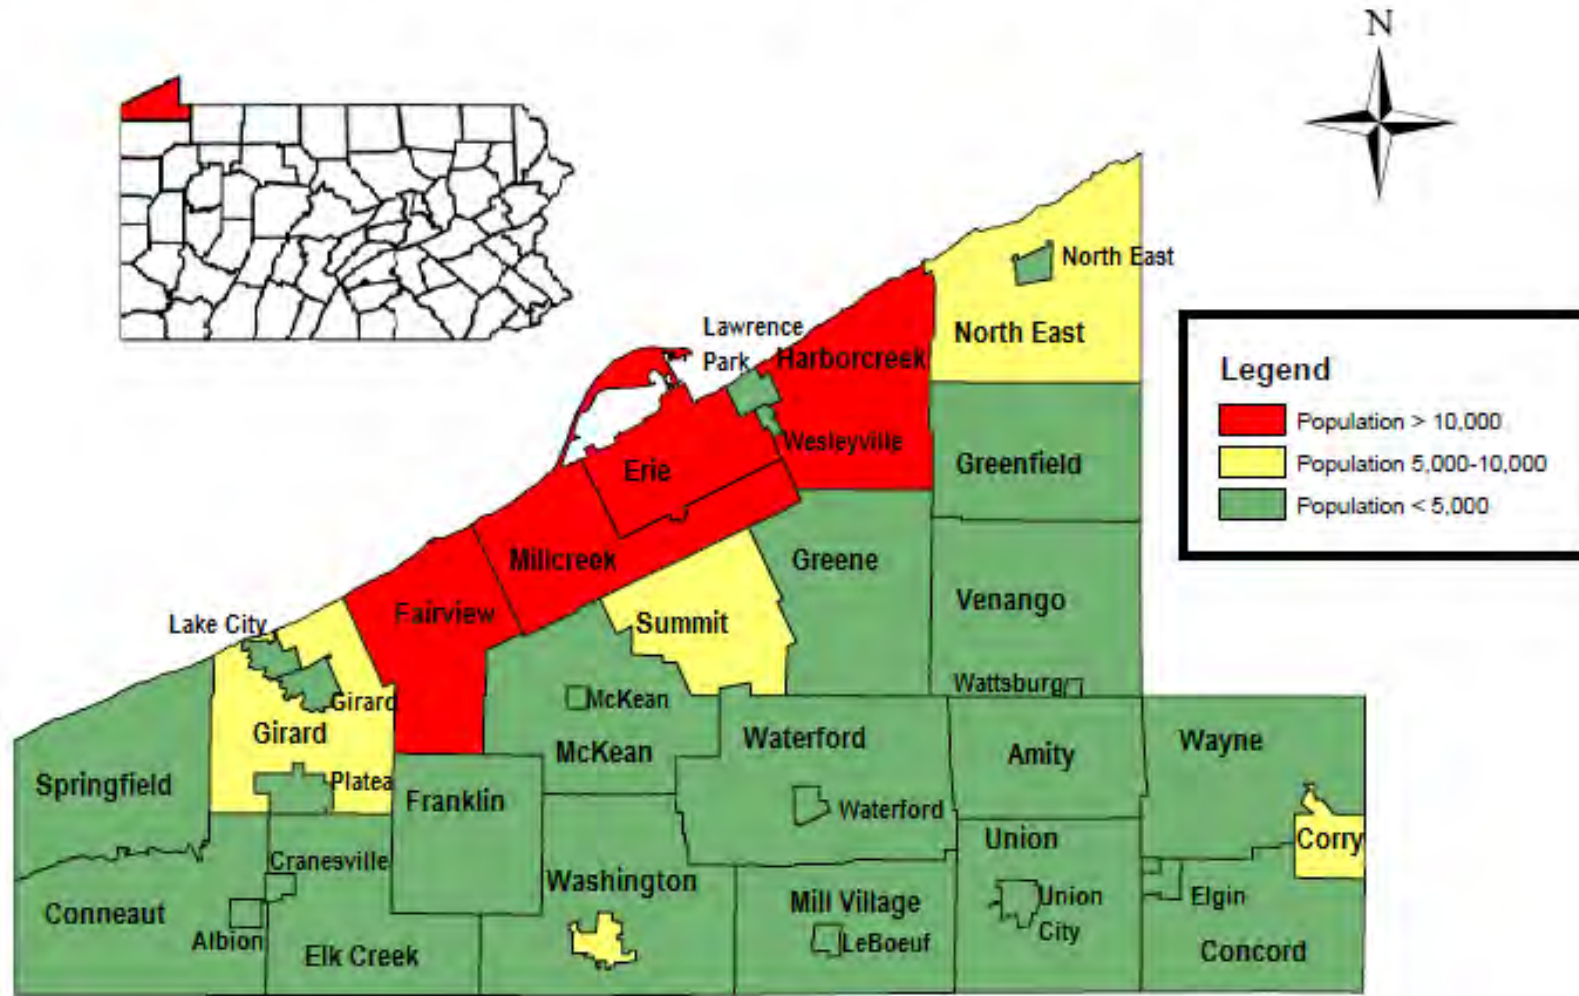 N
North East
Lawrence
Park
Harborcreek
North East
Legend
Population > 10,000
Population 5,000-10,000
Population < 5,000
Wesleyville
Erie
Greenfield
Millcreek
Greene
Fairview
Venango
Lake City
Summit
Wattsburg
McKean
Girard
Girard
McKean
Waterford
Amity
Wayne
Springfield
Platea
Franklin
Waterford
Union
Corry
Cranesville
Washington
Mill Village
Union
City
Elgin
Conneaut
Albion
LeBoeuf
Elk Creek
Concord